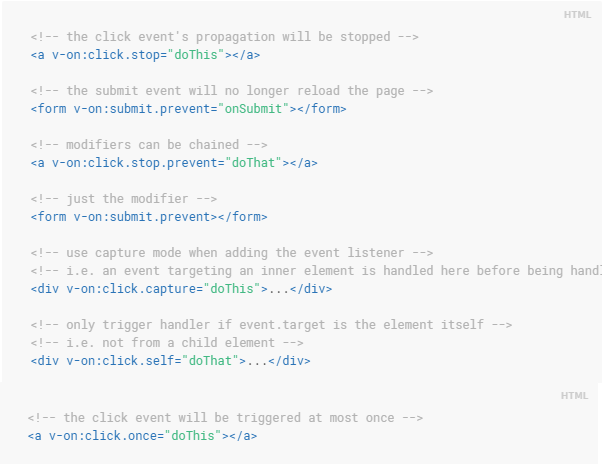 HTML
<!-- the click event's propagation will be stopped -->
<a v-on:click.stop="doThis"></a>
<!-- the submit event will no longer reload the page -->
<form v-on:submit.prevent="onSubmit"></form>
<!-- modifiers can be chained -->
<a v-on:click.stop.prevent="doThat"></a>
<!-- just the modifier -->
<form v-on:submit.prevent></form>
<!-- use capture mode when adding the event listener -->
<!-- i.e. an event targeting an inner element is handled here before being
<div v-on:click.capture="doThis">...</div>
<!-- only trigger handler if event.target is the element itself -->
<!-- i.e. not from a child element -->
<div v-on:click.self="doThat">...</div>
HTML
<!-- the click event will be triggered at most once -->
<a v-on:click.once="doThis"></a>